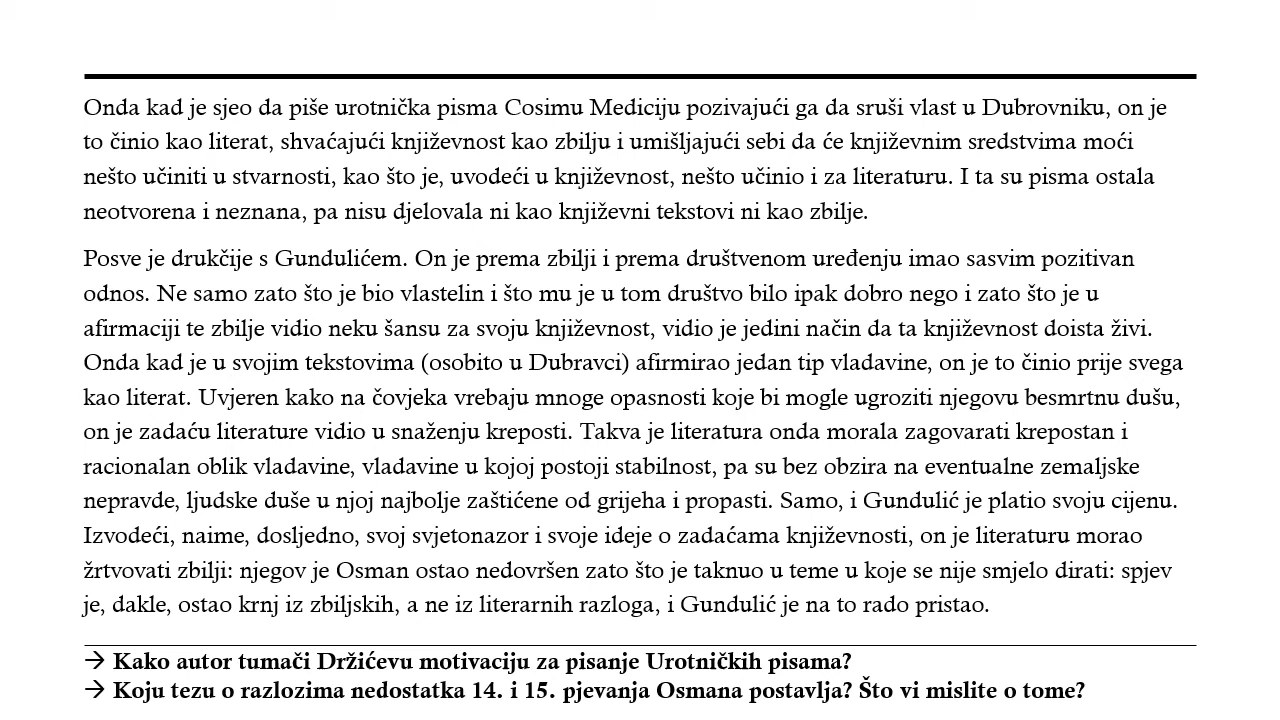 Onda kad je sjeo da piše urotnička pisma Cosimu Mediciju pozivajući ga da sruši vlast u Dubrovniku, on je
to činio kao literat, shvaćajući književnost kao zbilju i umišljajući sebi da će književnim sredstvima moći
nešto učiniti u stvarnosti, kao što je, uvodeći u književnost, nešto učinio i za literaturu. I ta su pisma ostala
neotvorena i neznana, pa nisu djelovala ni kao književni tekstovi ni kao zbilje.
Posve je drukčije s Gundulićem. On je prema zbilji i prema društvenom uređenju imao sasvim pozitivan
odnos. Ne samo zato što je bio vlastelin i što mu je u tom društvo bilo ipak dobro nego i zato što je u
afirmaciji te zbilje vidio neku šansu za svoju književnost, vidio je jedini način da ta književnost doista živi.
Onda kad je u svojim tekstovima (osobito u Dubravci) afirmirao jedan tip vladavine, on je to činio prije svega
kao literat. Uvjeren kako na čovjeka vrebaju mnoge opasnosti koje bi mogle ugroziti njegovu besmrtnu dušu,
on je zadaću literature vidio u snaženju kreposti. Takva je literatura onda morala zagovarati krepostan i
racionalan oblik vladavine, vladavine u kojoj postoji stabilnost, pa su bez obzira na eventualne zemaljske
nepravde, ljudske duše u njoj najbolje zaštićene od grijeha i propasti. Samo, i Gundulić je platio svoju cijenu.
Izvodeći, naime, dosljedno, svoj svjetonazor i svoje ideje o zadaćama književnosti, on je literaturu morao
žrtvovati zbilji: njegov je Osman ostao nedovršen zato što je taknuo u teme u koje se nije smjelo dirati: spjev
je, dakle, ostao krnj iz zbiljskih, a ne iz literarnih razloga, i Gundulić je na to rado pristao.
→ Kako autor tumači Držićevu motivaciju za pisanje Urotničkih pisama?
→ Koju tezu o razlozima nedostatka 14. i 15. pjevanja Osmana postavlja? Što vi mislite o tome?